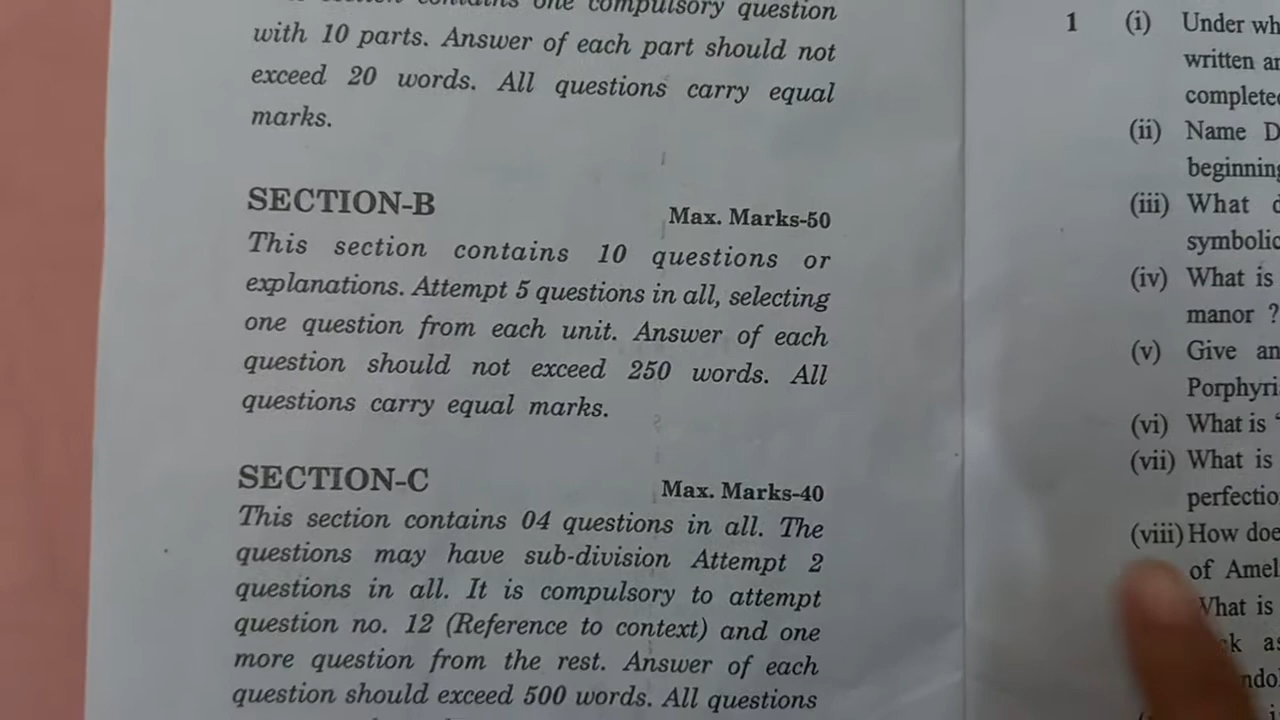 section contains one compulsory question
with 10 parts. Answer of each part should not
exceed 20 words. All questions carry equal
marks.
SECTION-B
Max. Marks-50
This section contains 10 questions or
explanations. Attempt 5 questions in all, selecting
one question from each unit. Answer of each
question should not exceed 250 words. All
questions carry equal marks.
SECTION-C
Max. Marks-40
This section contains 04 questions in all. The
questions may have sub-division Attempt 2
questions in all. It is compulsory to attempt
question no. 12 (Reference to context) and one
more question from the rest. Answer of each
question should exceed 500 words. All questions
1 (i) Under wh
written
complete
(ii) Name D
beginning
(iii) What
symbolic
(iv) What is
manor ?
(v) Give an
Porphyri
(vi) What is
(vii) What is
perfectio
(viii) How doe
of Amel
What is